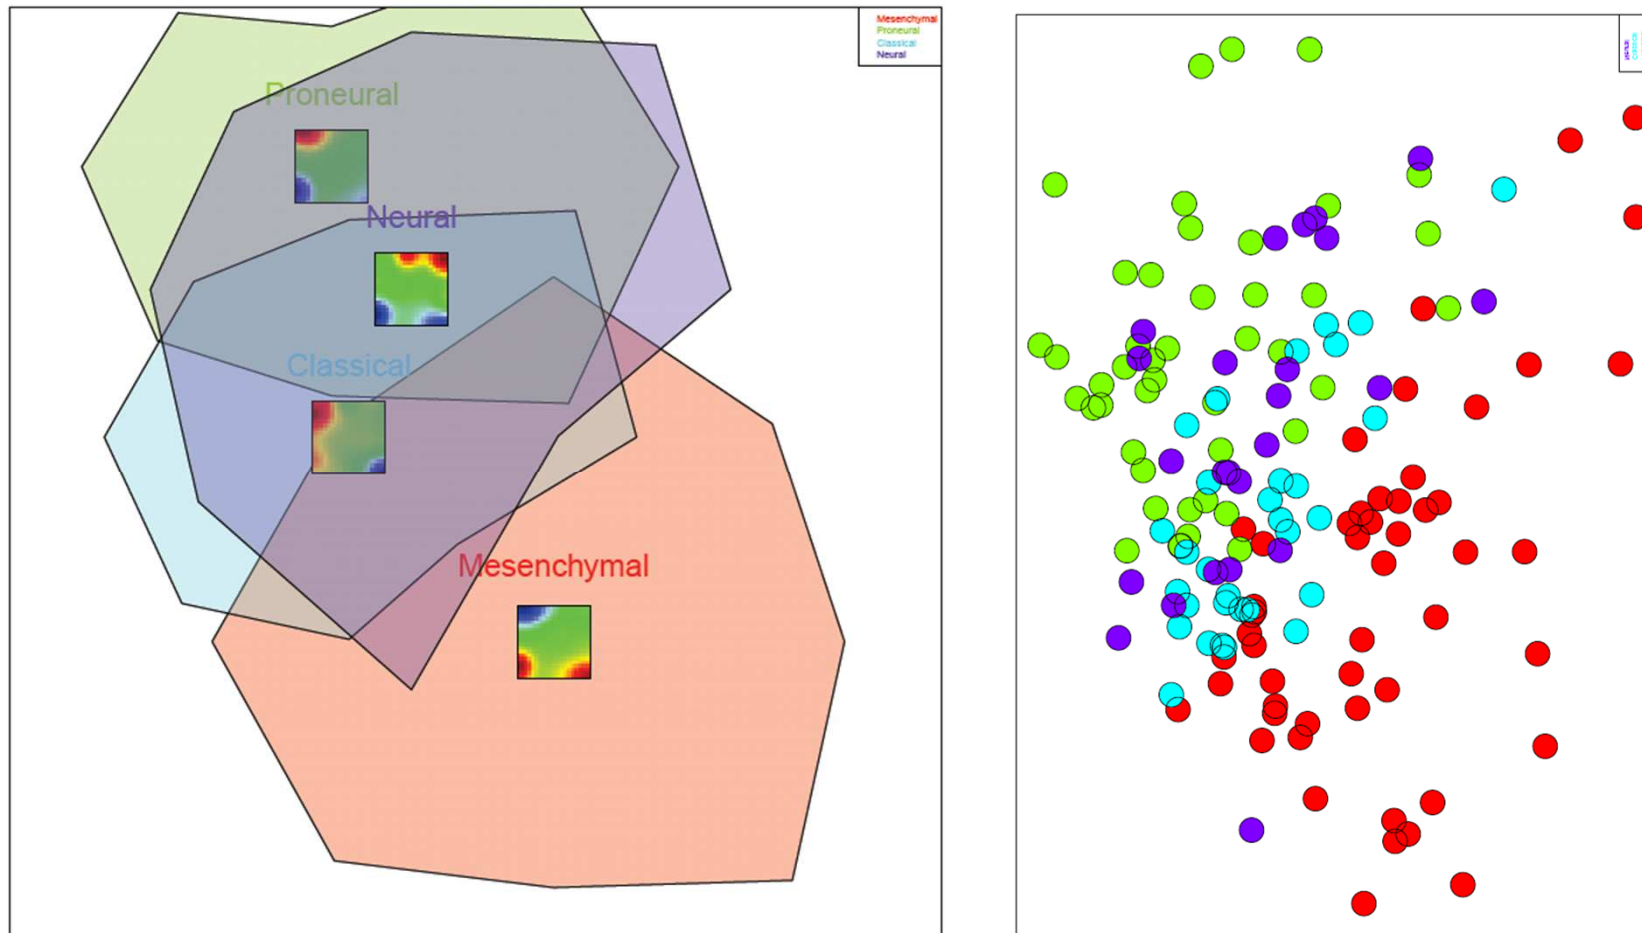 Mesenchymal
Proneural
Classical
Neural
Proneural
Neural
Classical
Mesenchymal